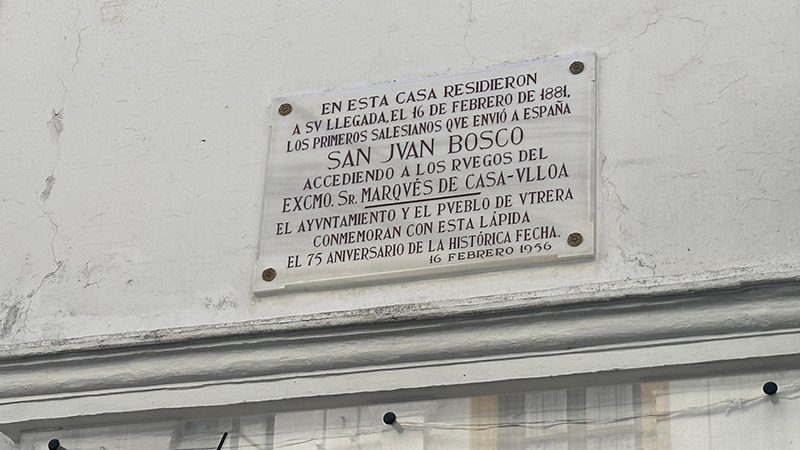 EN ESTA CASA RESIDIERON
A SV LLEGADA, EL 16 DE FEBRERO DE 1881,
LOS PRIMEROS SALESIANOS QVE ENVIÓ A ESPAÑA
SAN JVAN BOSCO
ACCEDIENDO A LOS RVEGOS DEL
EXCMO. SR. MARQVÉS DE CASA-VLLOA
EL AYVNTAMIENTO Y EL PVEBLO DE VTRERA
CONMEMORAN CON ESTA LÁPIDA
EL 75 ANIVERSARIO DE LA HISTÓRICA FECHA.
16 FEBRERO 1956